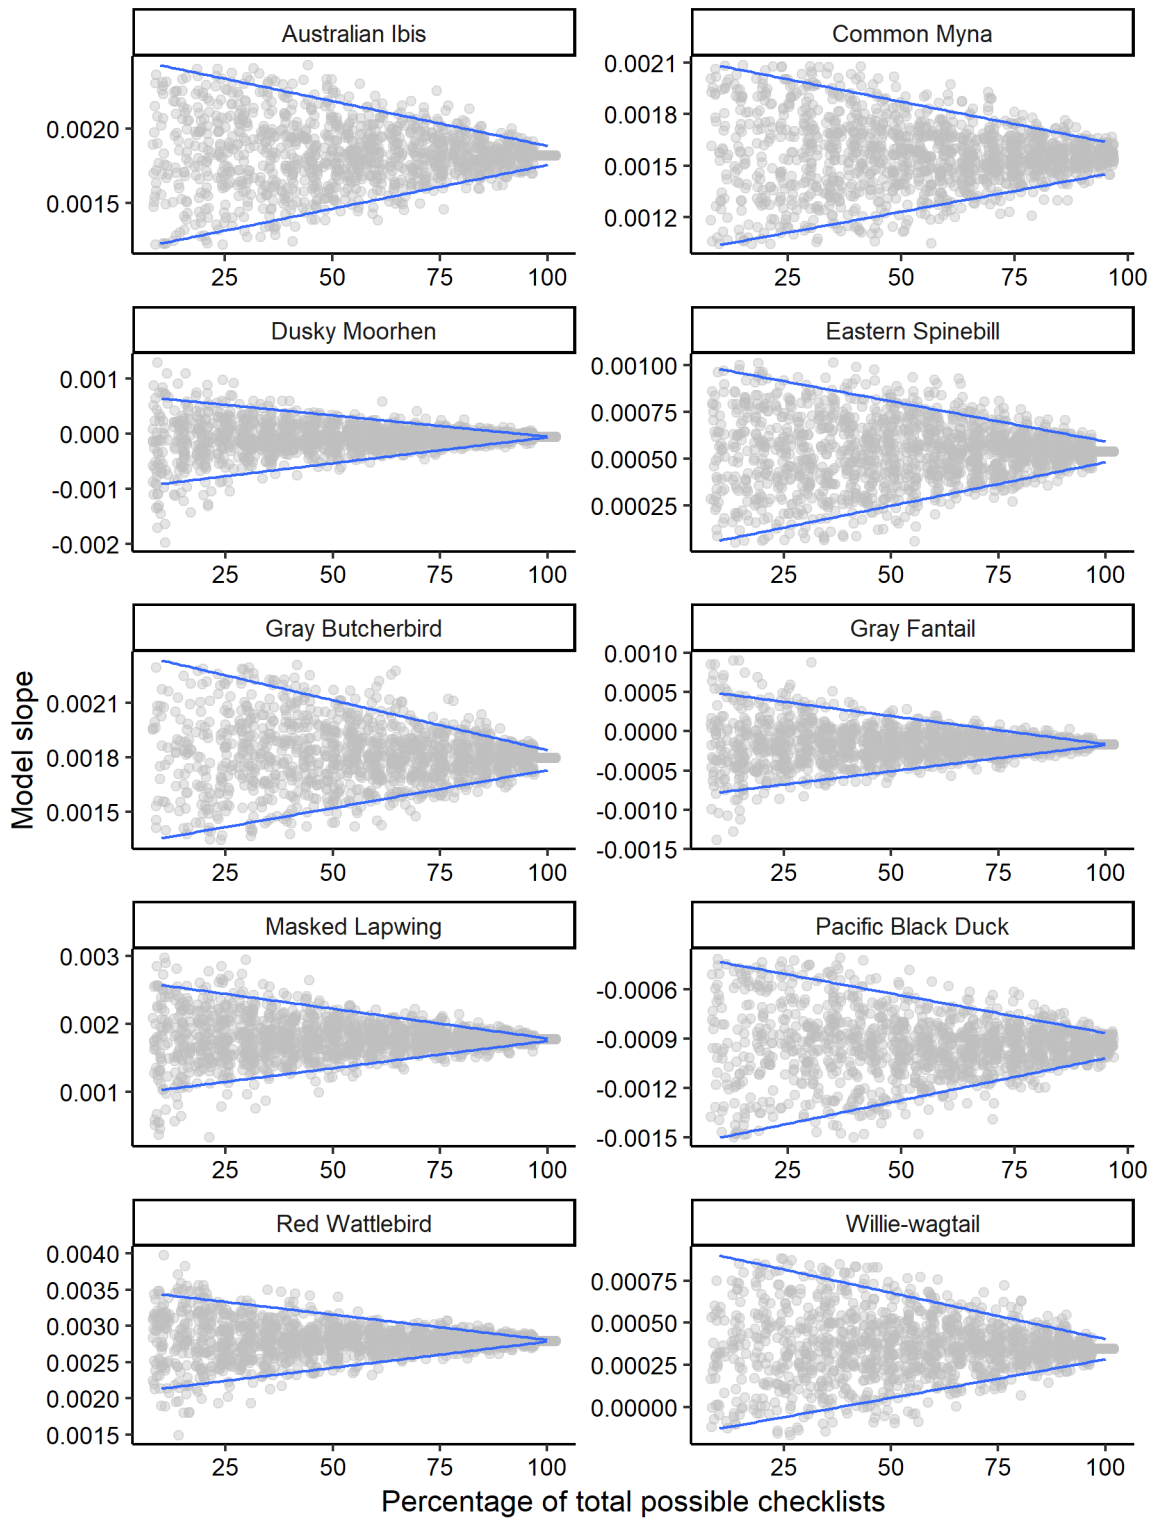 Australian Ibis
0.0020
0.0015
25 50 75 100
Common Myna
0.0021
0.0018
0.0015
0.0012
25 50 75 100
Dusky Moorhen
0.001
0.000
-0.001
-0.002
25 50 75 100
Eastern Spinebill
0.00100
0.00075
0.00050
0.00025
25 50 75 100
Gray Butcherbird
0.0021
0.0018
0.0015
25 50 75 100
Gray Fantail
0.0010
0.0005
0.0000
-0.0005
-0.0010
-0.0015
25 50 75 100
Masked Lapwing
0.003
0.002
0.001
25 50 75 100
Pacific Black Duck
-0.0006
-0.0009
-0.0012
-0.0015
25 50 75 100
Red Wattlebird
0.0040
0.0035
0.0030
0.0025
0.0020
0.0015
25 50 75 100
Willie-wagtail
0.00075
0.00050
0.00025
0.00000
25 50 75 100
Model slope
Percentage of total possible checklists